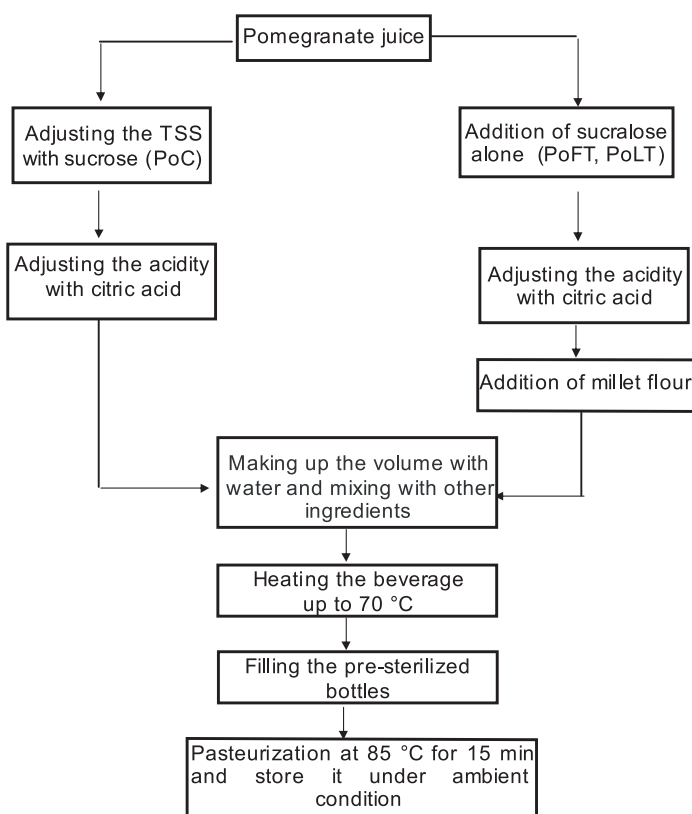 Pomegranate juice
Adjusting the TSS
with sucrose (PoC)
Addition of sucralose
alone (PoFT, PoLT)
Adjusting the acidity
with citric acid
Adjusting the acidity
with citric acid
Addition of millet flour
Making up the volume with
water and mixing with other
ingredients
Heating the beverage
up to 70 °C
Filling the pre-sterilized
bottles
Pasteurization at 85 °C for 15 min
and store it under ambient
condition